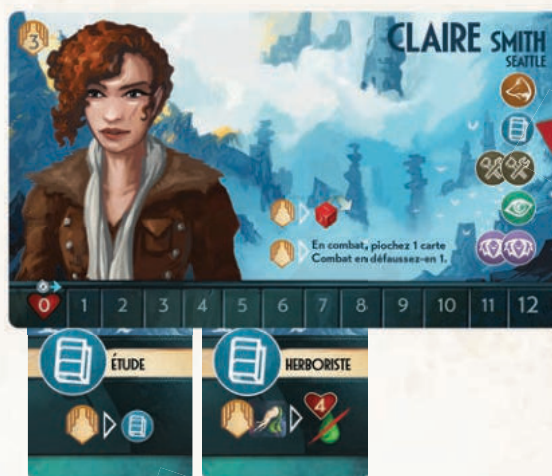 3
CLAIRE SMITH
SEATTLE
En combat, piochez 1 carte
Combat en défaussez-en 1.
0 1 2 3 4 5 6 7 8 9 10 11 12
ÉTUDE
HERBORISTE
4